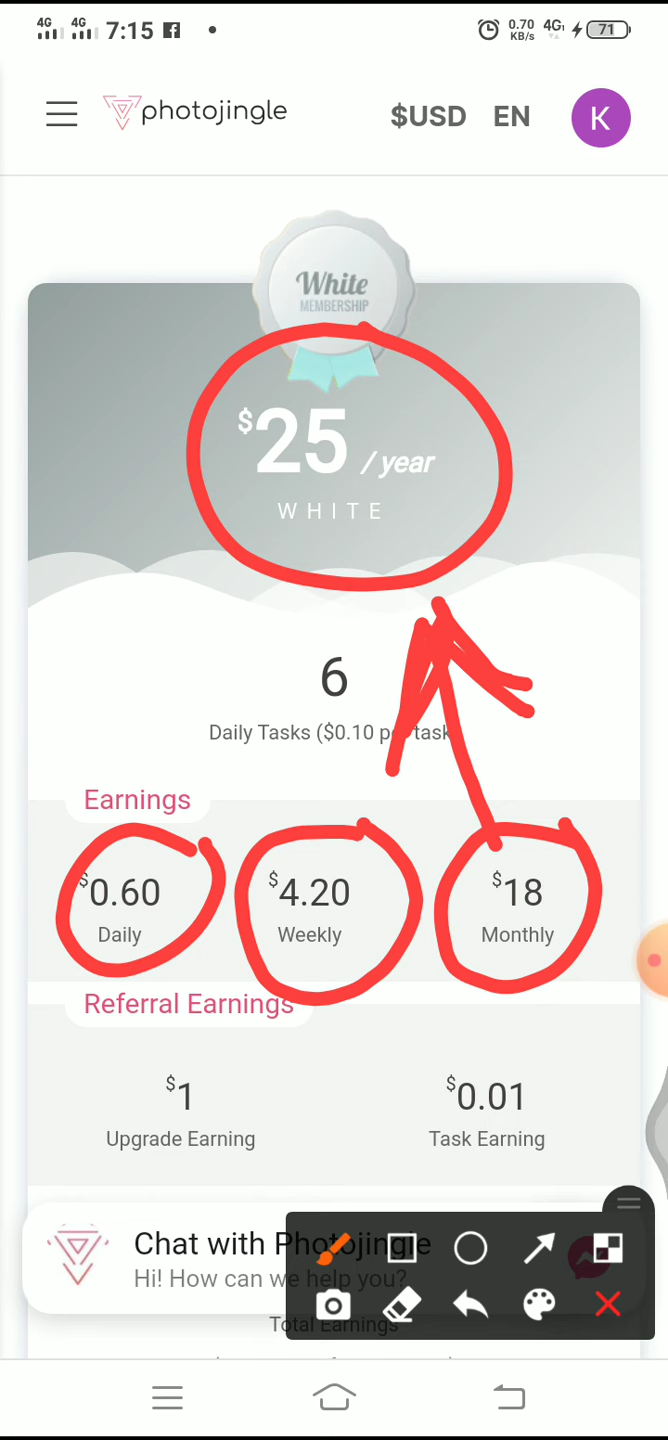 4G 4G 7:15 0.70 KB/s 4G 71
photojingle $USD EN K
White
MEMBERSHIP
$25 / year
WHITE
6
Daily Tasks ($0.10 per task
Earnings
$0.60 $4.20 $18
Daily Weekly Monthly
Referral Earnings
$1 $0.01
Upgrade Earning Task Earning
Chat with Photojingle
Hi! How can we help you?
Total Earnings